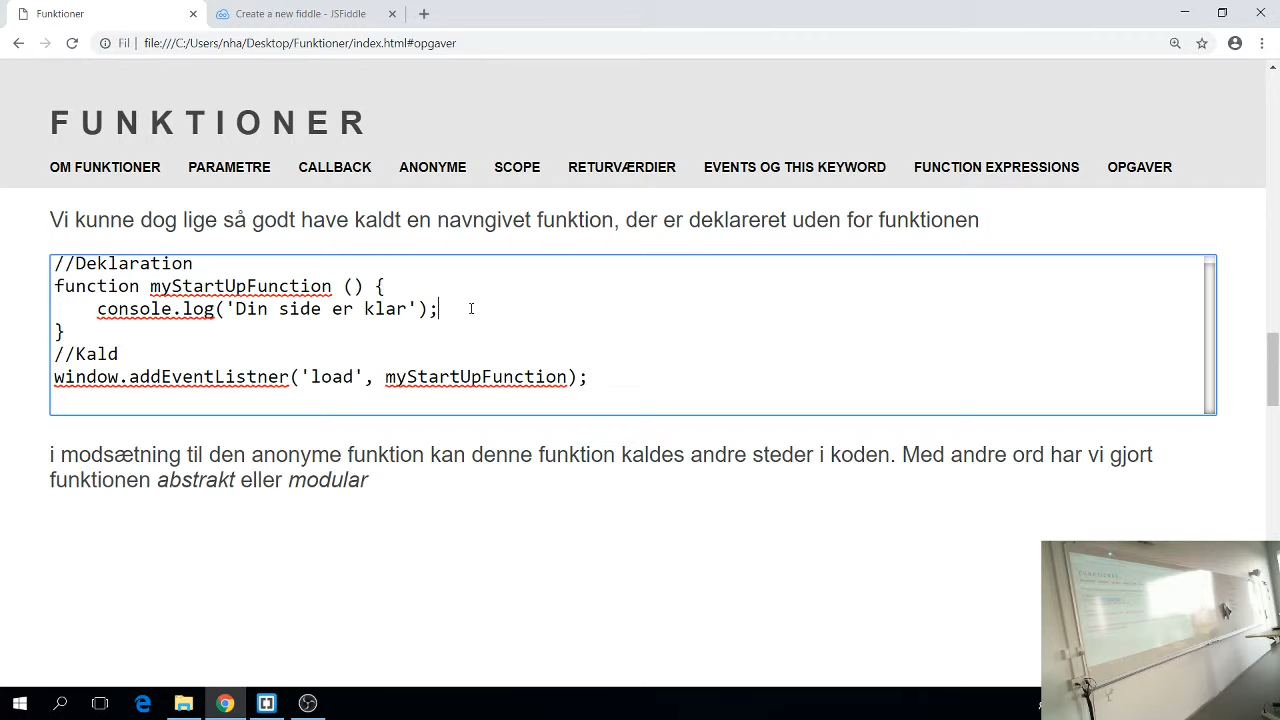 Funktioner
Create a new fiddle - JSFiddle
Fil
file:///C:/Users/nha/Desktop/Funktioner/index.html#opgaver
FUNKTIONER
OM FUNKTIONER PARAMETRE CALLBACK ANONYME SCOPE RETURVÆRDIER EVENTS OG THIS KEYWORD FUNCTION EXPRESSIONS OPGAVER
Vi kunne dog lige så godt have kaldt en navngivet funktion, der er deklareret uden for funktionen
//Deklaration
function myStartUpFunction () {
console.log('Din side er klar');
}
//Kald
window.addEventListner('load', myStartUpFunction);
i modsætning til den anonyme funktion kan denne funktion kaldes andre steder i koden. Med andre ord har vi gjort
funktionen abstrakt eller modular